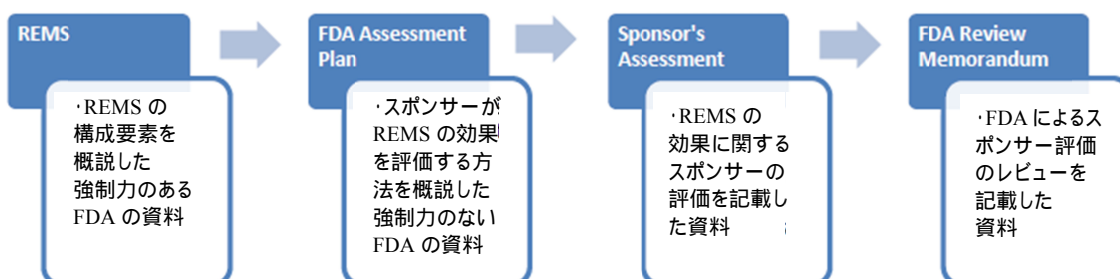 REMS
・REMS の
構成要素を
概説した
強制力のある
FDA の資料
FDA Assessment
Plan
・スポンサーが
REMS の効果
を評価する方
法を概説した
強制力のない
FDA の資料
Sponsor's
Assessment
・REMS の
効果に関する
スポンサーの
評価を記載し
た資料
FDA Review
Memorandum
・FDA によるス
ポンサー評価
のレビューを
記載した
資料